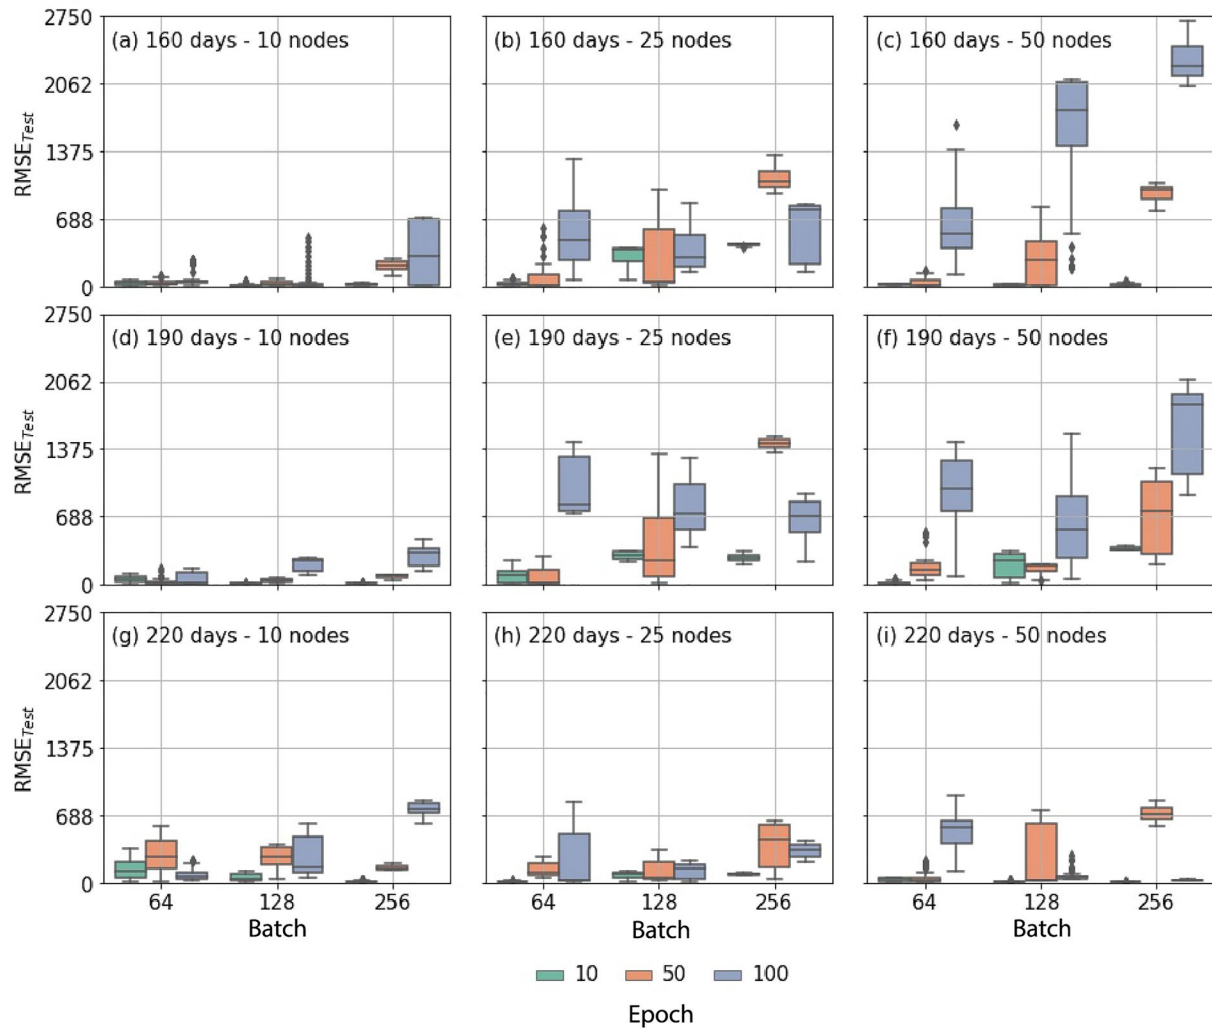 2750
2062
1375
688
0
RMSE_Test
(a) 160 days - 10 nodes
(b) 160 days - 25 nodes
(c) 160 days - 50 nodes
2750
2062
1375
688
0
RMSE_Test
(d) 190 days - 10 nodes
(e) 190 days - 25 nodes
(f) 190 days - 50 nodes
2750
2062
1375
688
0
RMSE_Test
(g) 220 days - 10 nodes
(h) 220 days - 25 nodes
(i) 220 days - 50 nodes
64 128 256 64 128 256 64 128 256
Batch Batch Batch
10 50 100
Epoch